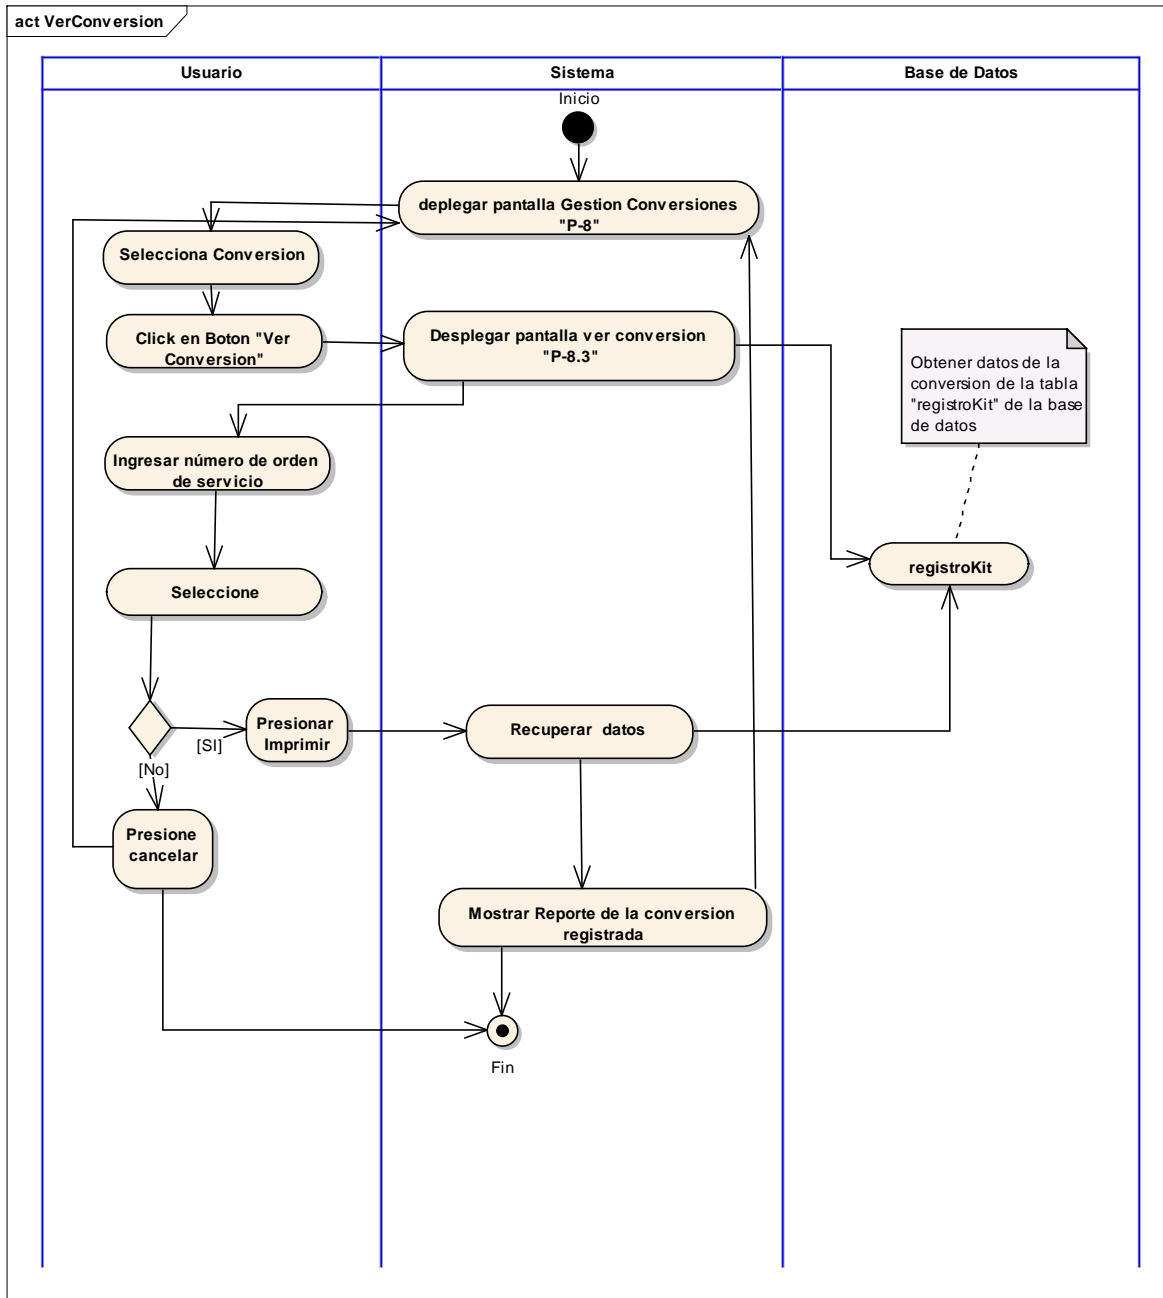 act VerConversion
Usuario
Sistema
Base de Datos
Inicio
deplegar pantalla Gestion Conversiones
"P-8"
Selecciona Conversion
Click en Boton "Ver
Conversion"
Desplegar pantalla ver conversion
"P-8.3"
Obtener datos de la
conversion de la tabla
"registroKit" de la base
de datos
Ingresar número de orden
de servicio
registroKit
Seleccione
Presionar
Imprimir
[SI]
Recuperar datos
[No]
Presione
cancelar
Mostrar Reporte de la conversion
registrada
Fin